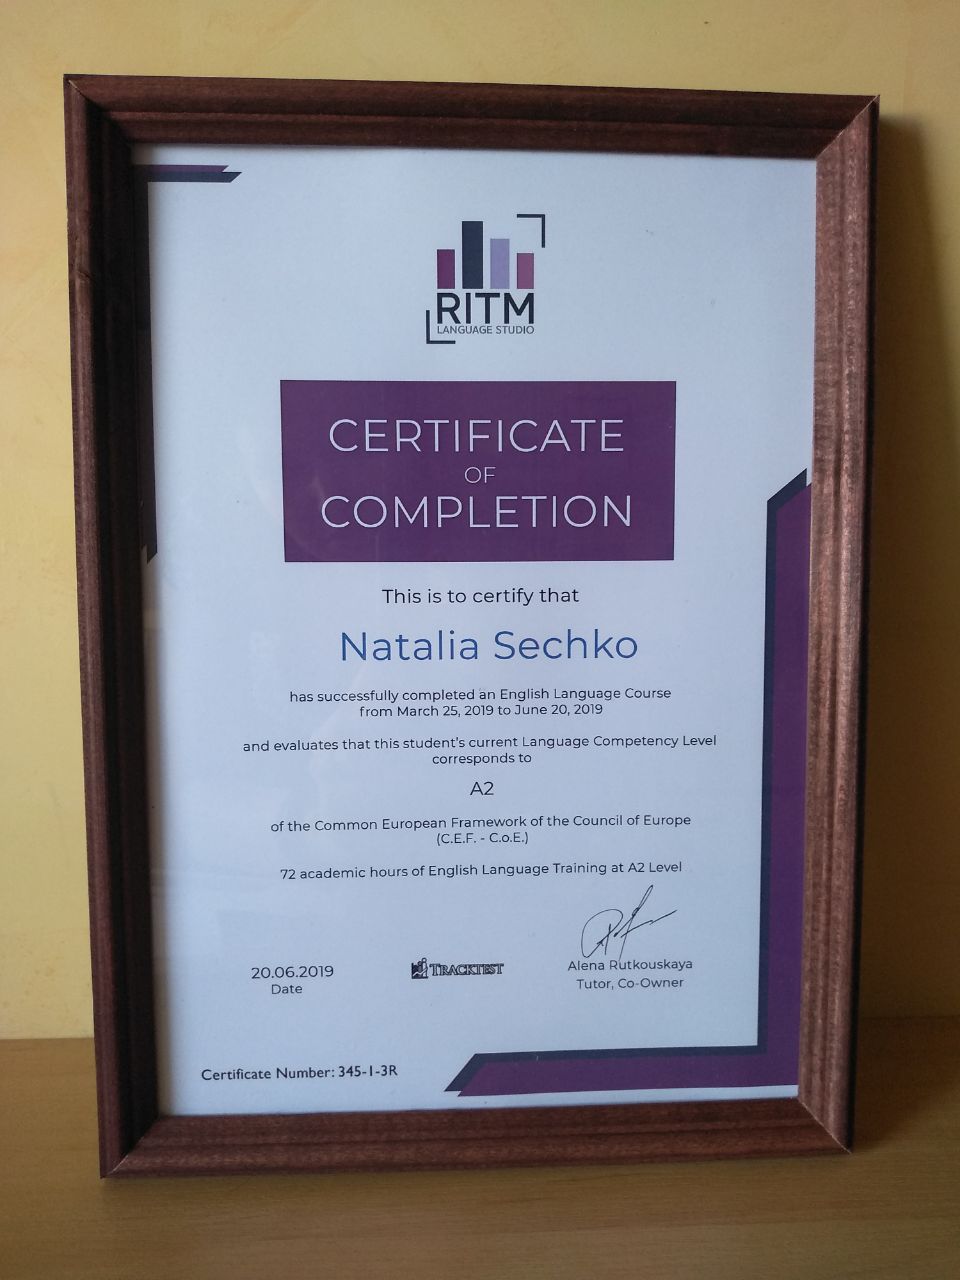 RITM
LANGUAGE STUDIO
CERTIFICATE
OF
COMPLETION
This is to certify that
Natalia Sechko
has successfully completed an English Language Course
from March 25, 2019 to June 20, 2019
and evaluates that this student's current Language Competency Level
corresponds to
A2
of the Common European Framework of the Council of Europe
(C.E.F. - C.o.E.)
72 academic hours of English Language Training at A2 Level
20.06.2019
Date
TRACKTEST
Alena Rutkouskaya
Tutor, Co-Owner
Certificate Number: 345-1-3R